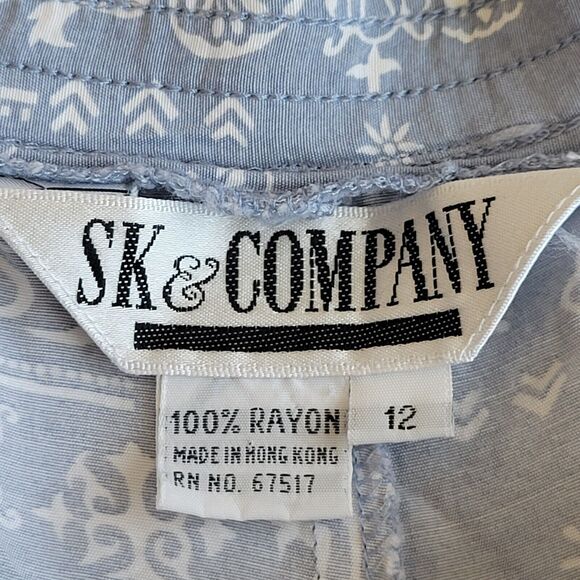 SK & COMPANY
100% RAYON 12
MADE IN HONG KONG
RN NO. 67517